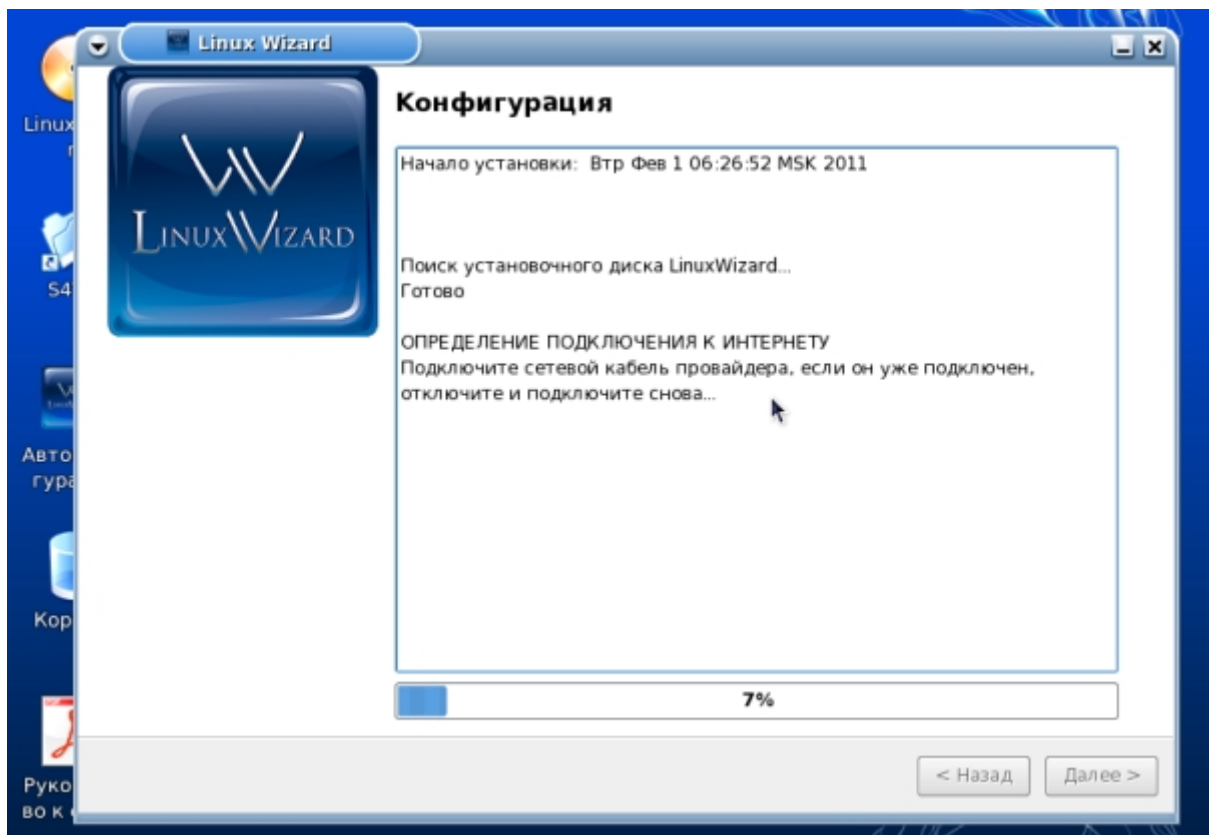 Linux Wizard
Конфигурация
LINUXWIZARD
Начало установки: Втр Фев 1 06:26:52 MSK 2011
Поиск установочного диска LinuxWizard...
Готово
ОПРЕДЕЛЕНИЕ ПОДКЛЮЧЕНИЯ К ИНТЕРНЕТУ
Подключите сетевой кабель провайдера, если он уже подключен,
отключите и подключите снова...
7%
< Назад
Далее >
Linux
S4
Авто
гура
Кор
Руко
во к